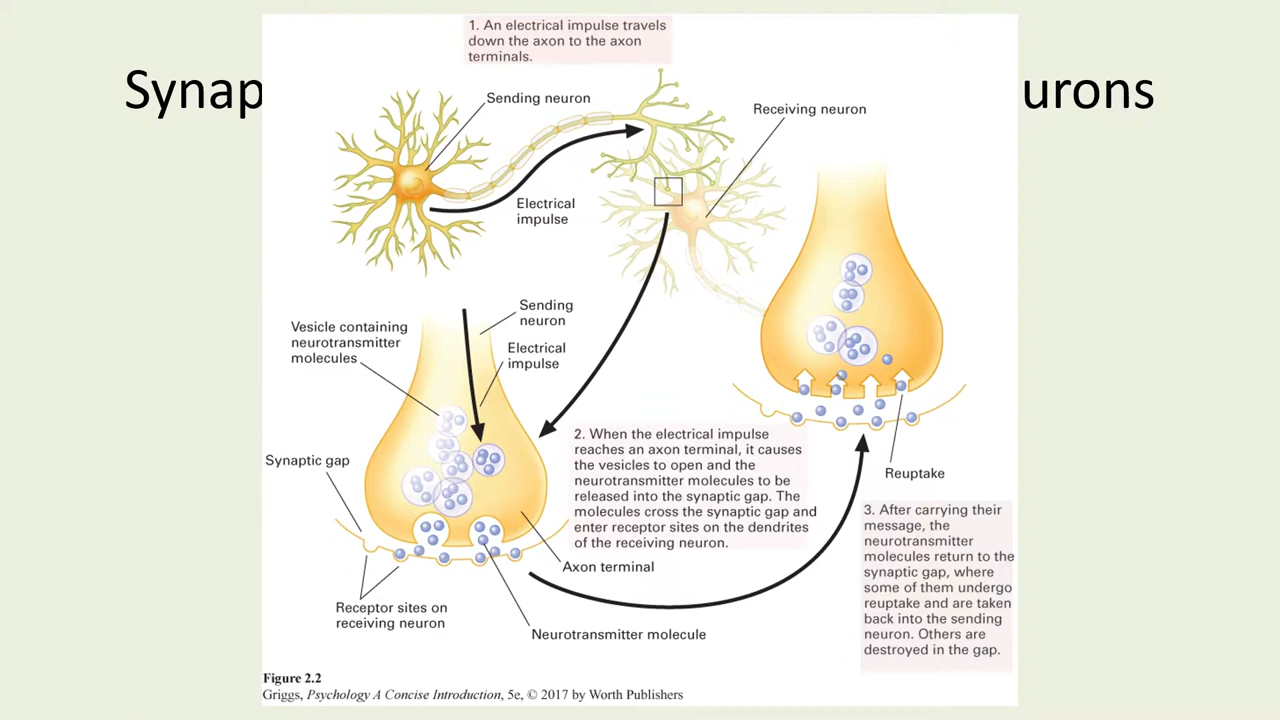 Synap urons
1. An electrical impulse travels
down the axon to the axon
terminals.
Sending neuron
Receiving neuron
Electrical
impulse
Sending
neuron
Vesicle containing
neurotransmitter
molecules
Electrical
impulse
Synaptic gap
2. When the electrical impulse
reaches an axon terminal, it causes
the vesicles to open and the
neurotransmitter molecules to be
released into the synaptic gap. The
molecules cross the synaptic gap and
enter receptor sites on the dendrites
of the receiving neuron.
Axon terminal
Receptor sites on
receiving neuron
Neurotransmitter molecule
Reuptake
3. After carrying their
message, the
neurotransmitter
molecules return to the
synaptic gap, where
some of them undergo
reuptake and are taken
back into the sending
neuron. Others are
destroyed in the gap.
Figure 2.2
Griggs, Psychology A Concise Introduction, 5e, © 2017 by Worth Publishers